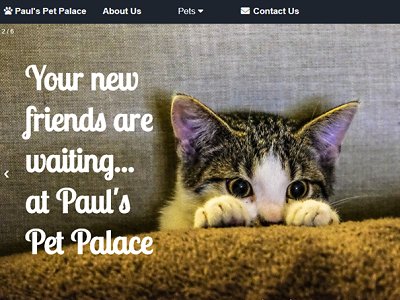 Paul's Pet Palace About Us Pets Contact Us
2 / 6
Your new
friends are
waiting...
at Paul's
Pet Palace